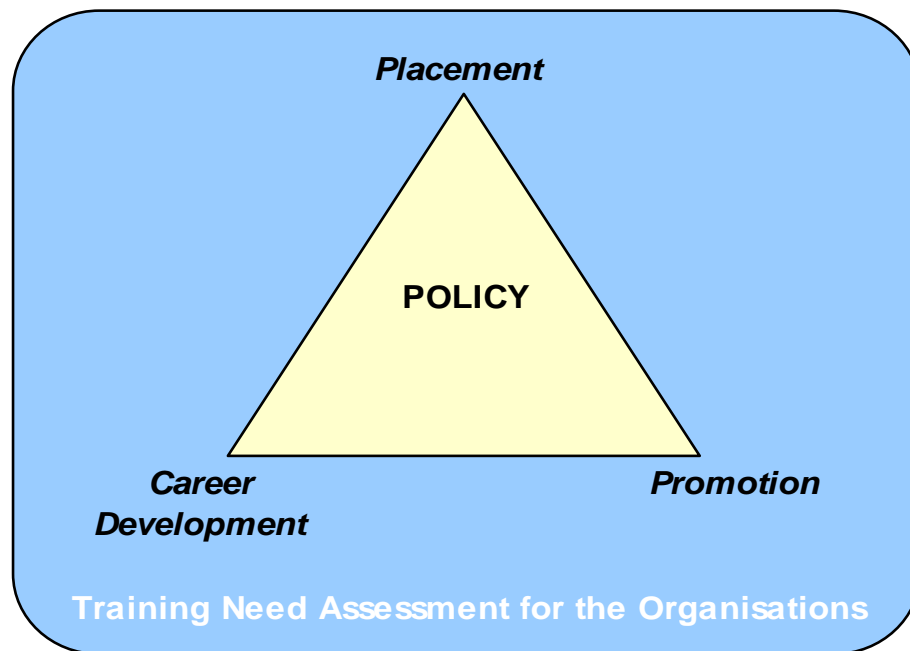 Placement
POLICY
Career
Development
Promotion
Training Need Assessment for the Organisations